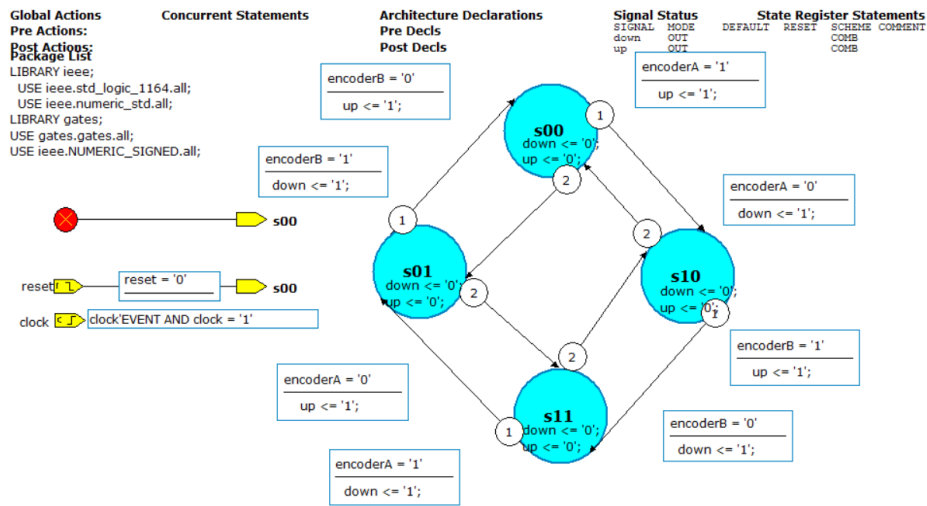 Global Actions
Pre Actions:
Post Actions:
Concurrent Statements
Architecture Declarations
Pre Decls
Post Decls
Signal Status
SIGNAL MODE
down OUT
up OUT
State Register Statements
DEFAULT RESET SCHEME COMMENT
COMB
COMB
Package List
LIBRARY ieee;
USE ieee.std_logic_1164.all;
USE ieee.numeric_std.all;
LIBRARY gates;
USE gates.gates.all;
USE ieee.NUMERIC_SIGNED.all;
encoderB = '0'
up <= '1';
encoderA = '1'
up <= '1';
s00
down <= '0';
up <= '0';
1
2
encoderB = '1'
down <= '1';
encoderA = '0'
down <= '1';
s00
1
2
s01
down <= '0';
up <= '0';
2
s10
down <= '0';
up <= '0';
1
reset
reset = '0'
s00
clock
clock'EVENT AND clock = '1'
encoderB = '1'
up <= '1';
2
encoderA = '0'
up <= '1';
s11
down <= '0';
up <= '0';
1
encoderB = '0'
down <= '1';
encoderA = '1'
down <= '1';